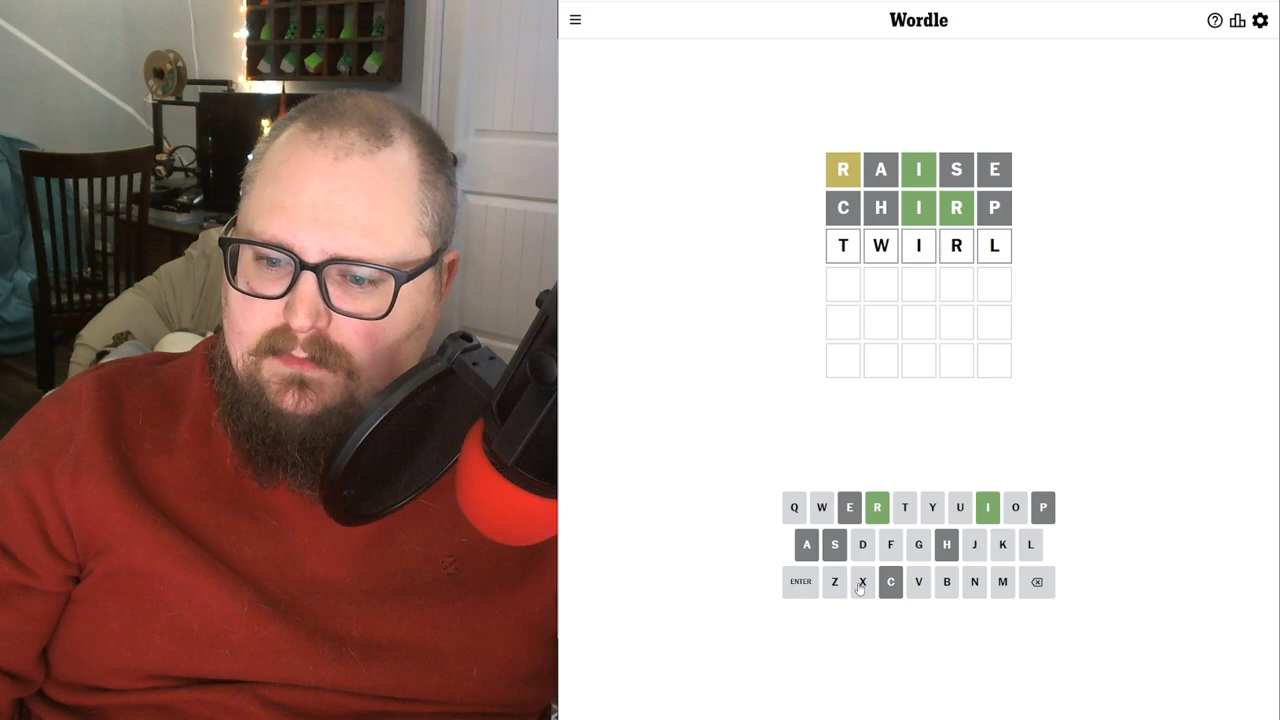 Wordle
R A I S E
C H I R P
T W I R L
Q W E R T Y U I O P
A S D F G H J K L
ENTER Z X C V B N M